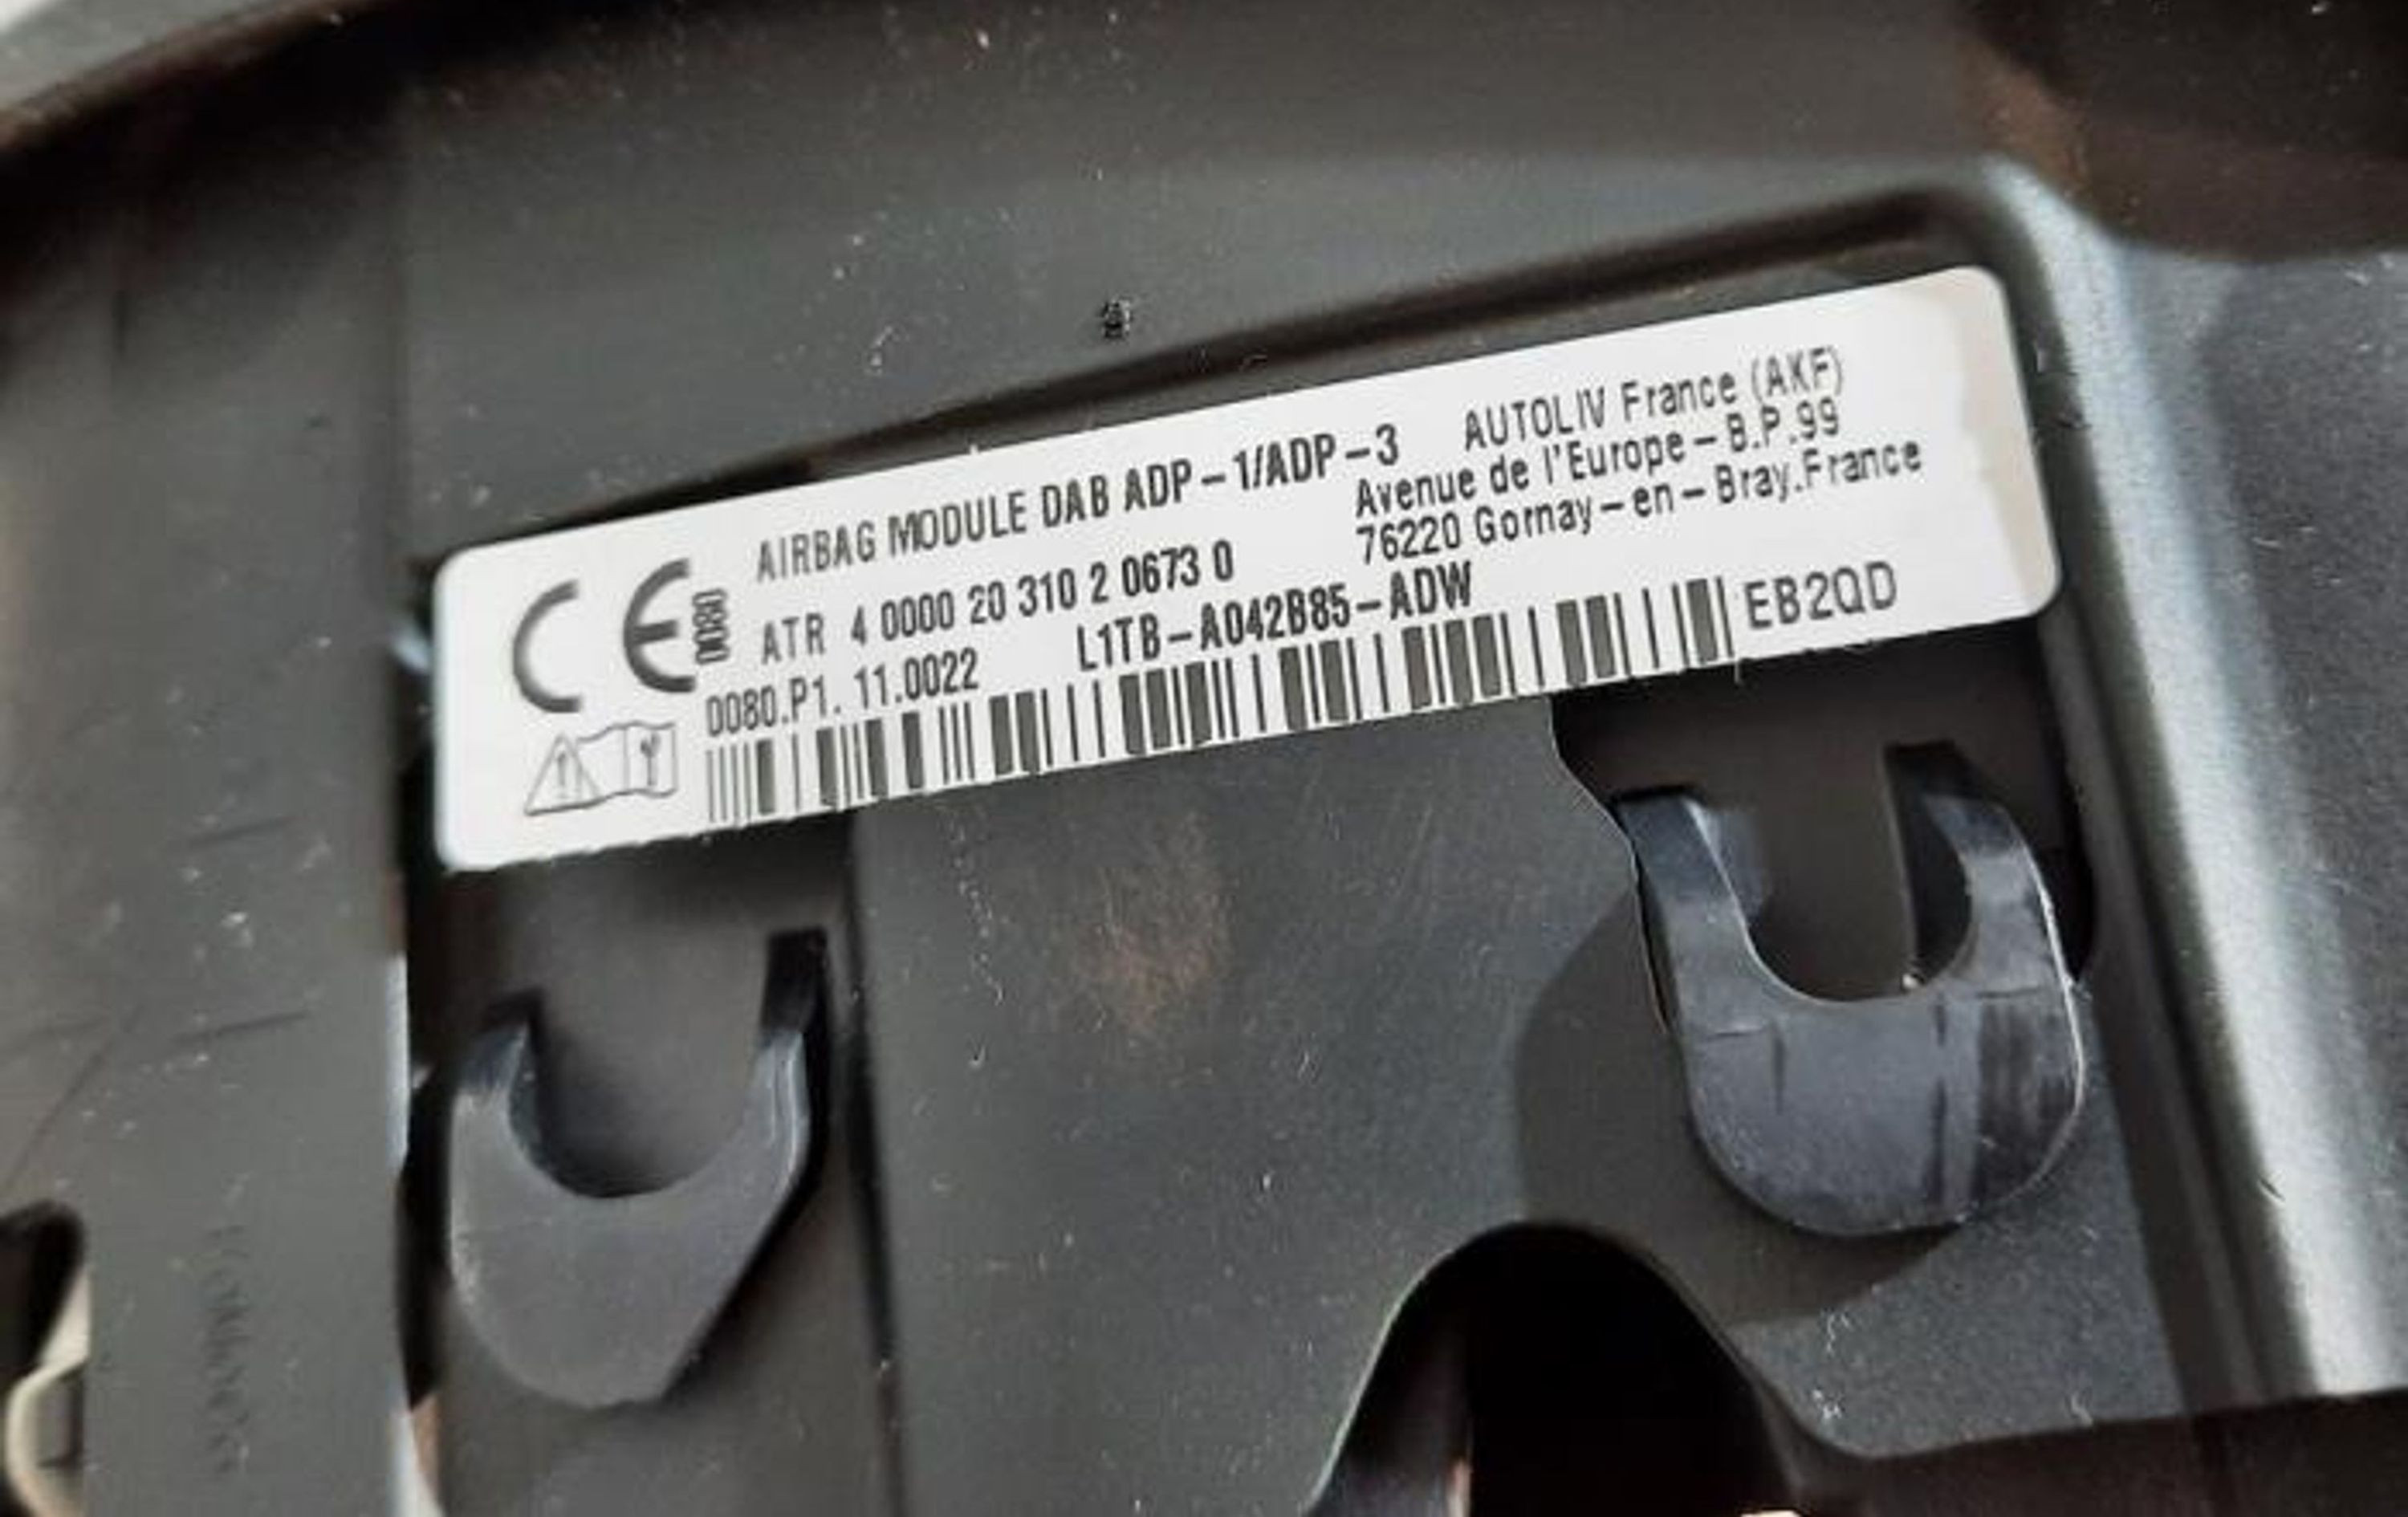 CE 0080
AIRBAG MODULE DAB ADP-1/ADP-3
ATR 4 0000 20 310 2 0673 0
0080.P1. 11.0022
L1TB-A042B85-ADW
AUTOLIV France (AKF)
Avenue de l'Europe-B.P.99
76220 Gornay-en-Bray.France
EB2QD